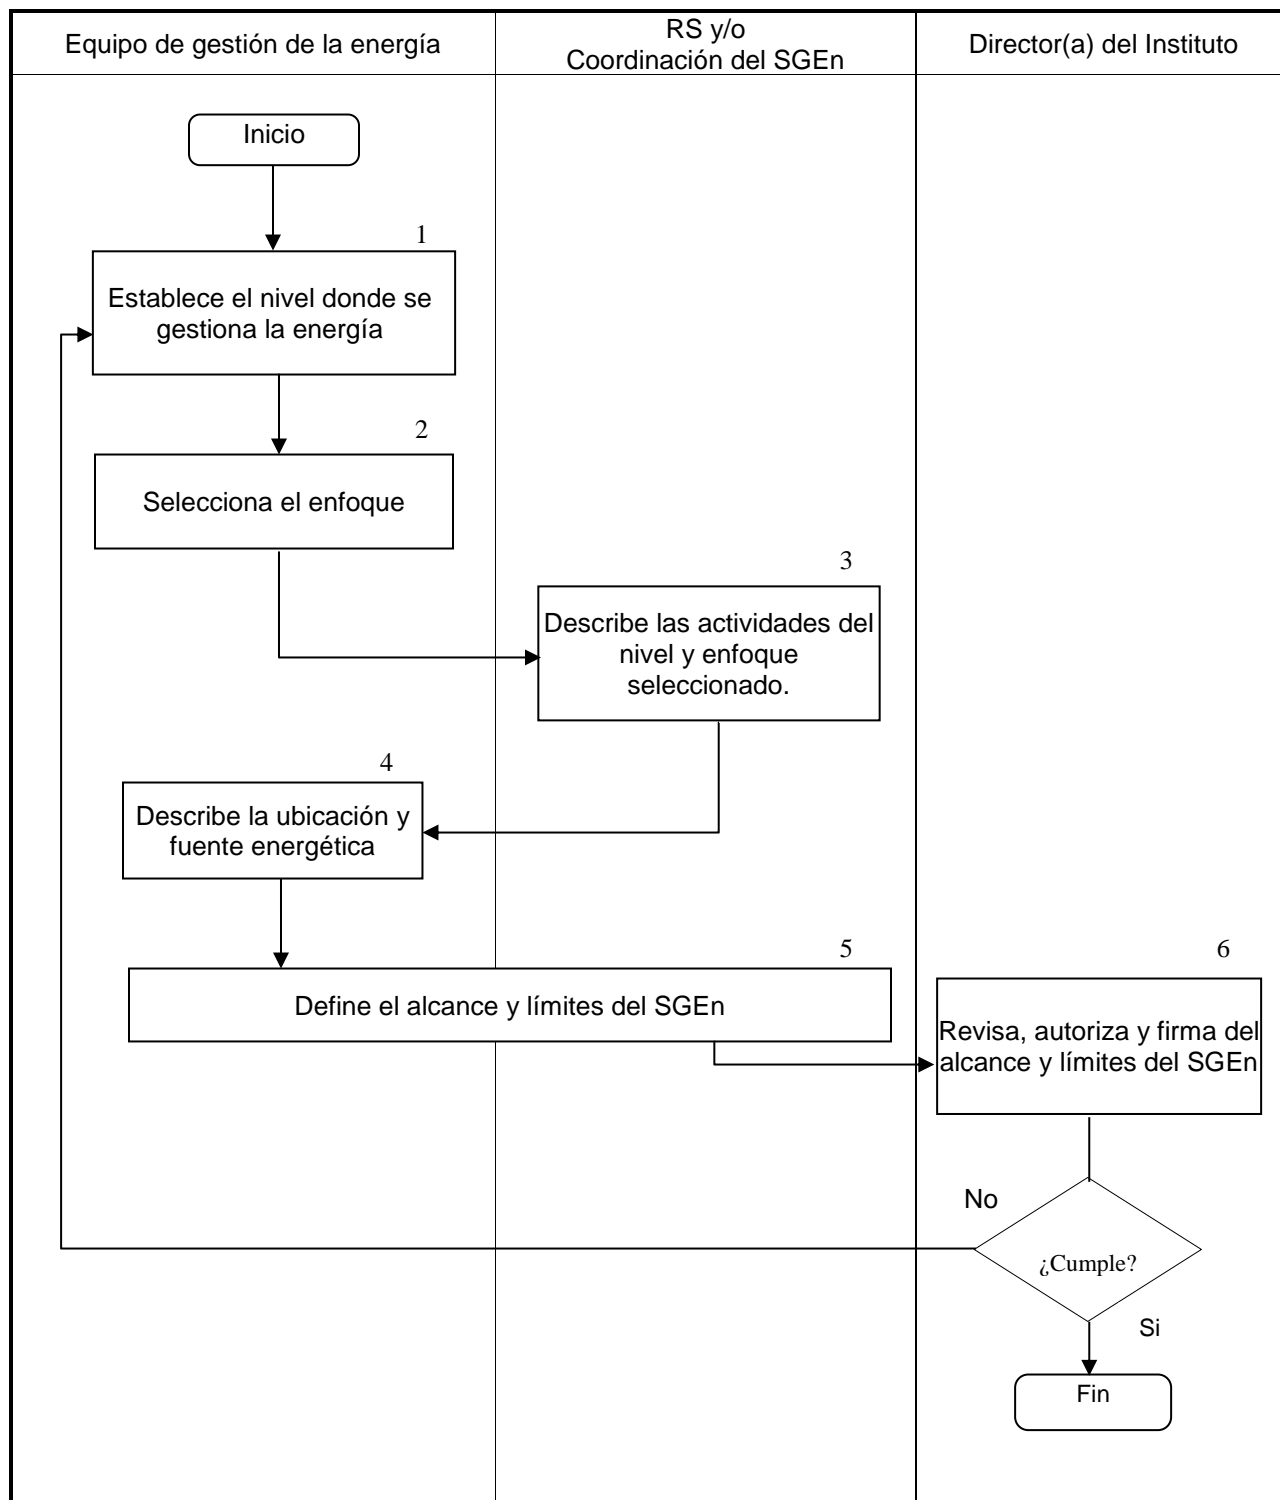 Equipo de gestión de la energía
RS y/o
Coordinación del SGEn
Director(a) del Instituto
Inicio
1
Establece el nivel donde se
gestiona la energía
2
Selecciona el enfoque
3
Describe las actividades del
nivel y enfoque
seleccionado.
4
Describe la ubicación y
fuente energética
5
Define el alcance y límites del SGEn
6
Revisa, autoriza y firma del
alcance y límites del SGEn
No
¿Cumple?
Si
Fin